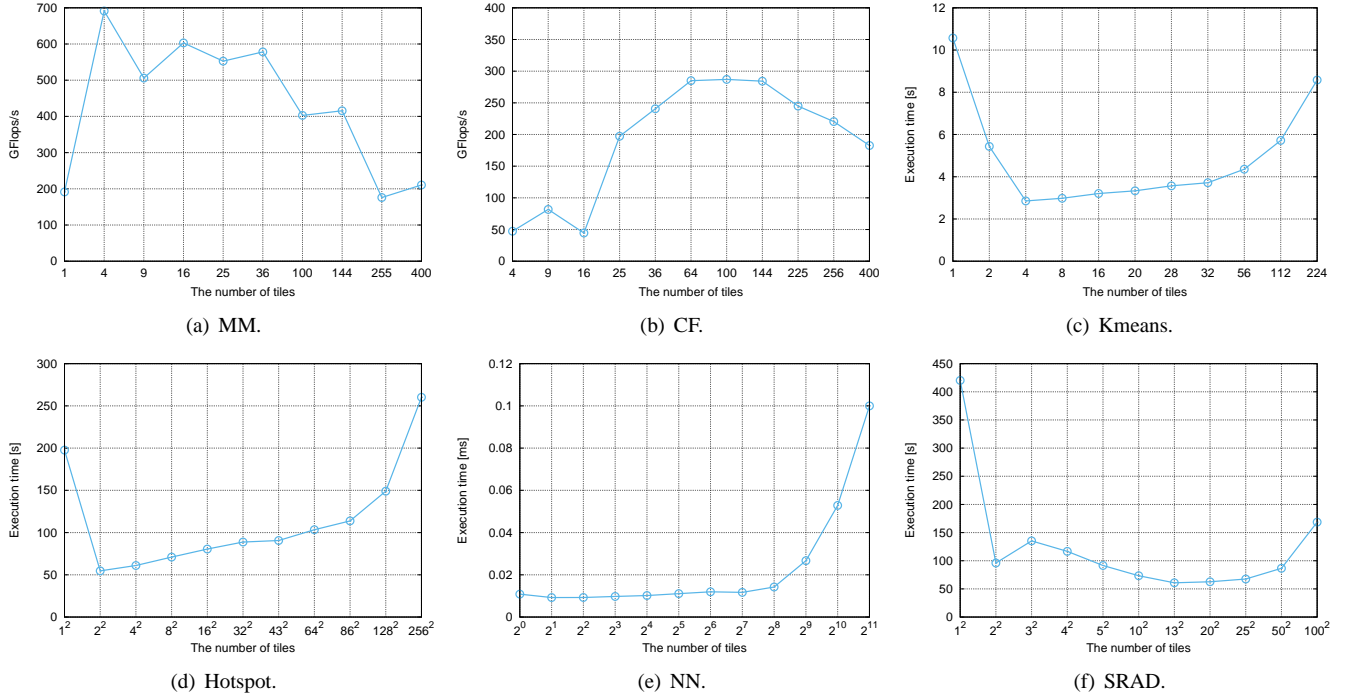 700
600
500
400
300
200
100
0
GFlops/s
1 4 9 16 25 36 100 144 255 400
The number of tiles
(a) MM.
400
350
300
250
200
150
100
50
0
GFlops/s
4 9 16 25 36 64 100 144 225 256 400
The number of tiles
(b) CF.
12
10
8
6
4
2
0
Execution time [s]
1 2 4 8 16 20 28 32 56 112 224
The number of tiles
(c) Kmeans.
300
250
200
150
100
50
0
Execution time [s]
1² 2² 4² 8² 16² 32² 43² 64² 86² 128² 256²
The number of tiles
(d) Hotspot.
0.12
0.1
0.08
0.06
0.04
0.02
0
Execution time [ms]
2⁰ 2¹ 2² 2³ 2⁴ 2⁵ 2⁶ 2⁷ 2⁸ 2⁹ 2¹⁰ 2¹¹
The number of tiles
(e) NN.
450
400
350
300
250
200
150
100
50
0
Execution time [s]
1² 2² 3² 4² 5² 10² 13² 20² 25² 50² 100²
The number of tiles
(f) SRAD.